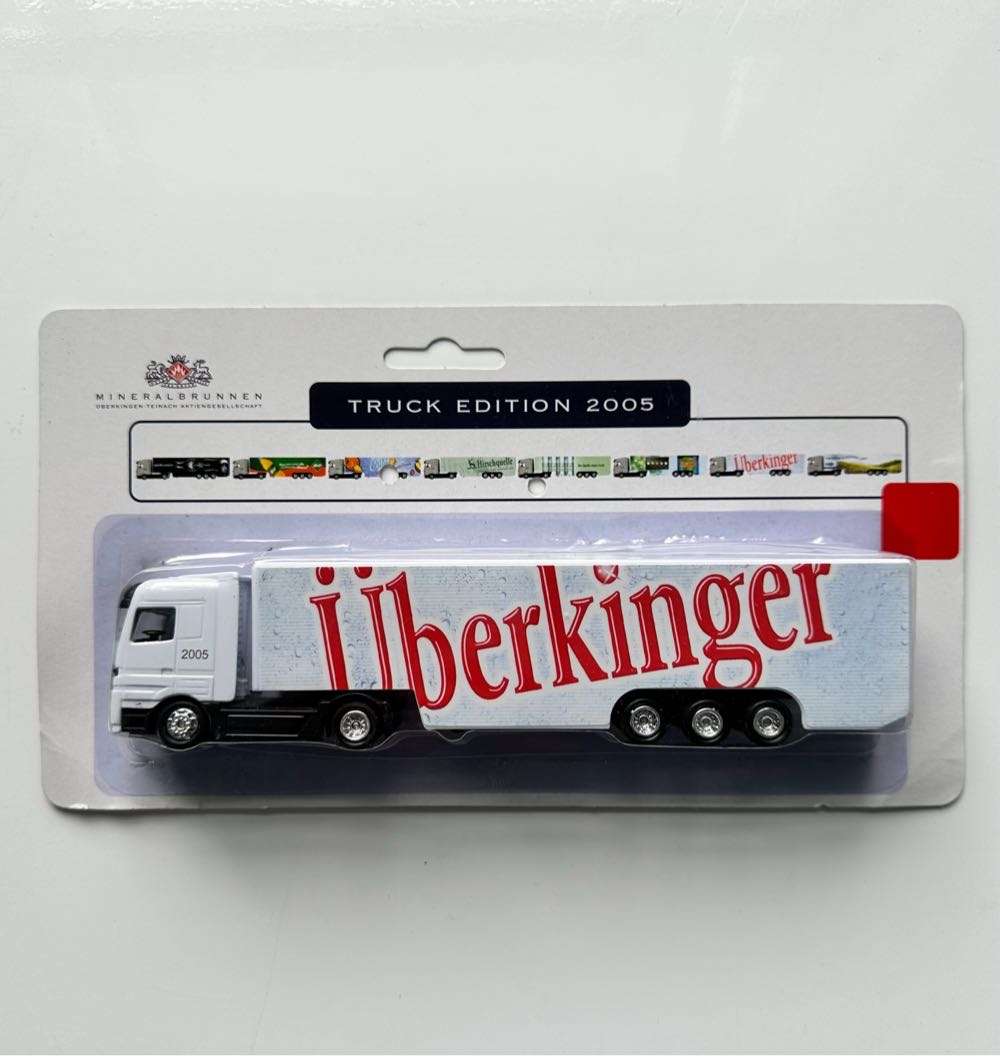 MINERALBRUNNEN
ÜBERKINGEN-TEINACH AKTIENGESELLSCHAFT
TRUCK EDITION 2005
Hirschquelle
Überkinger
2005
Überkinger